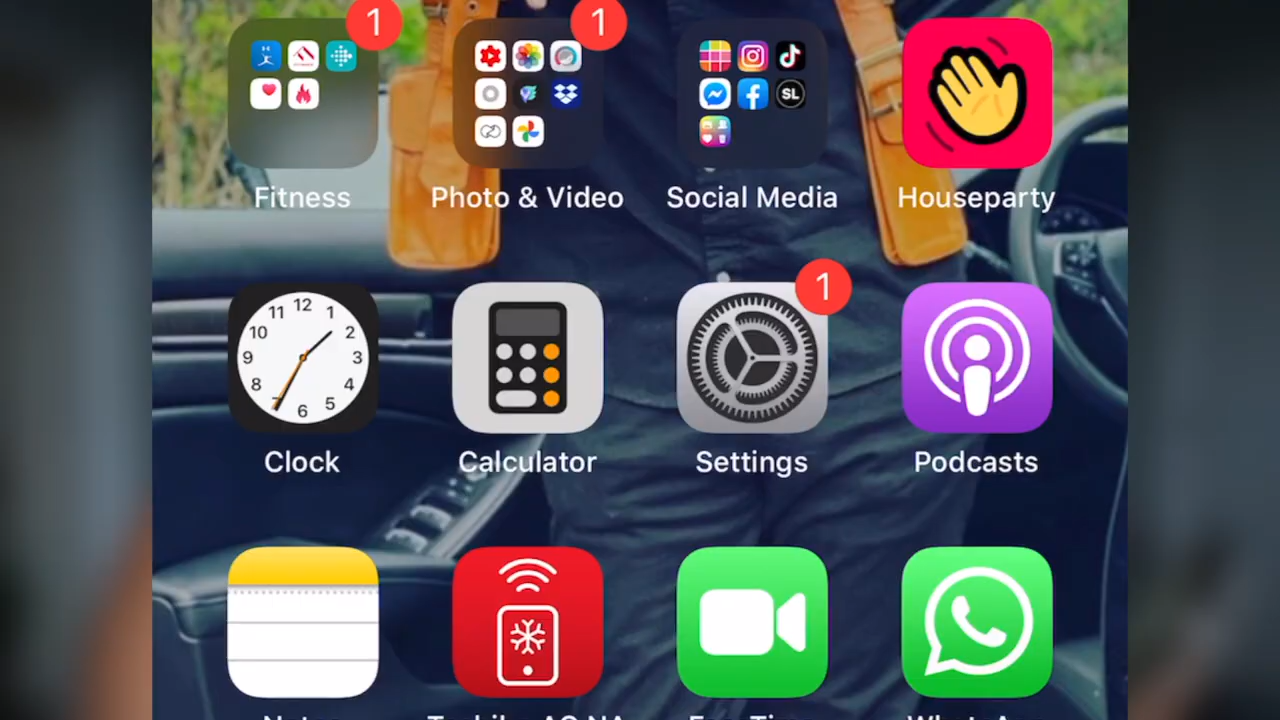 1
1
SL
Fitness
Photo & Video
Social Media
Houseparty
1
12
11
1
10
2
9
3
8
4
7
5
6
Clock
Calculator
Settings
Podcasts